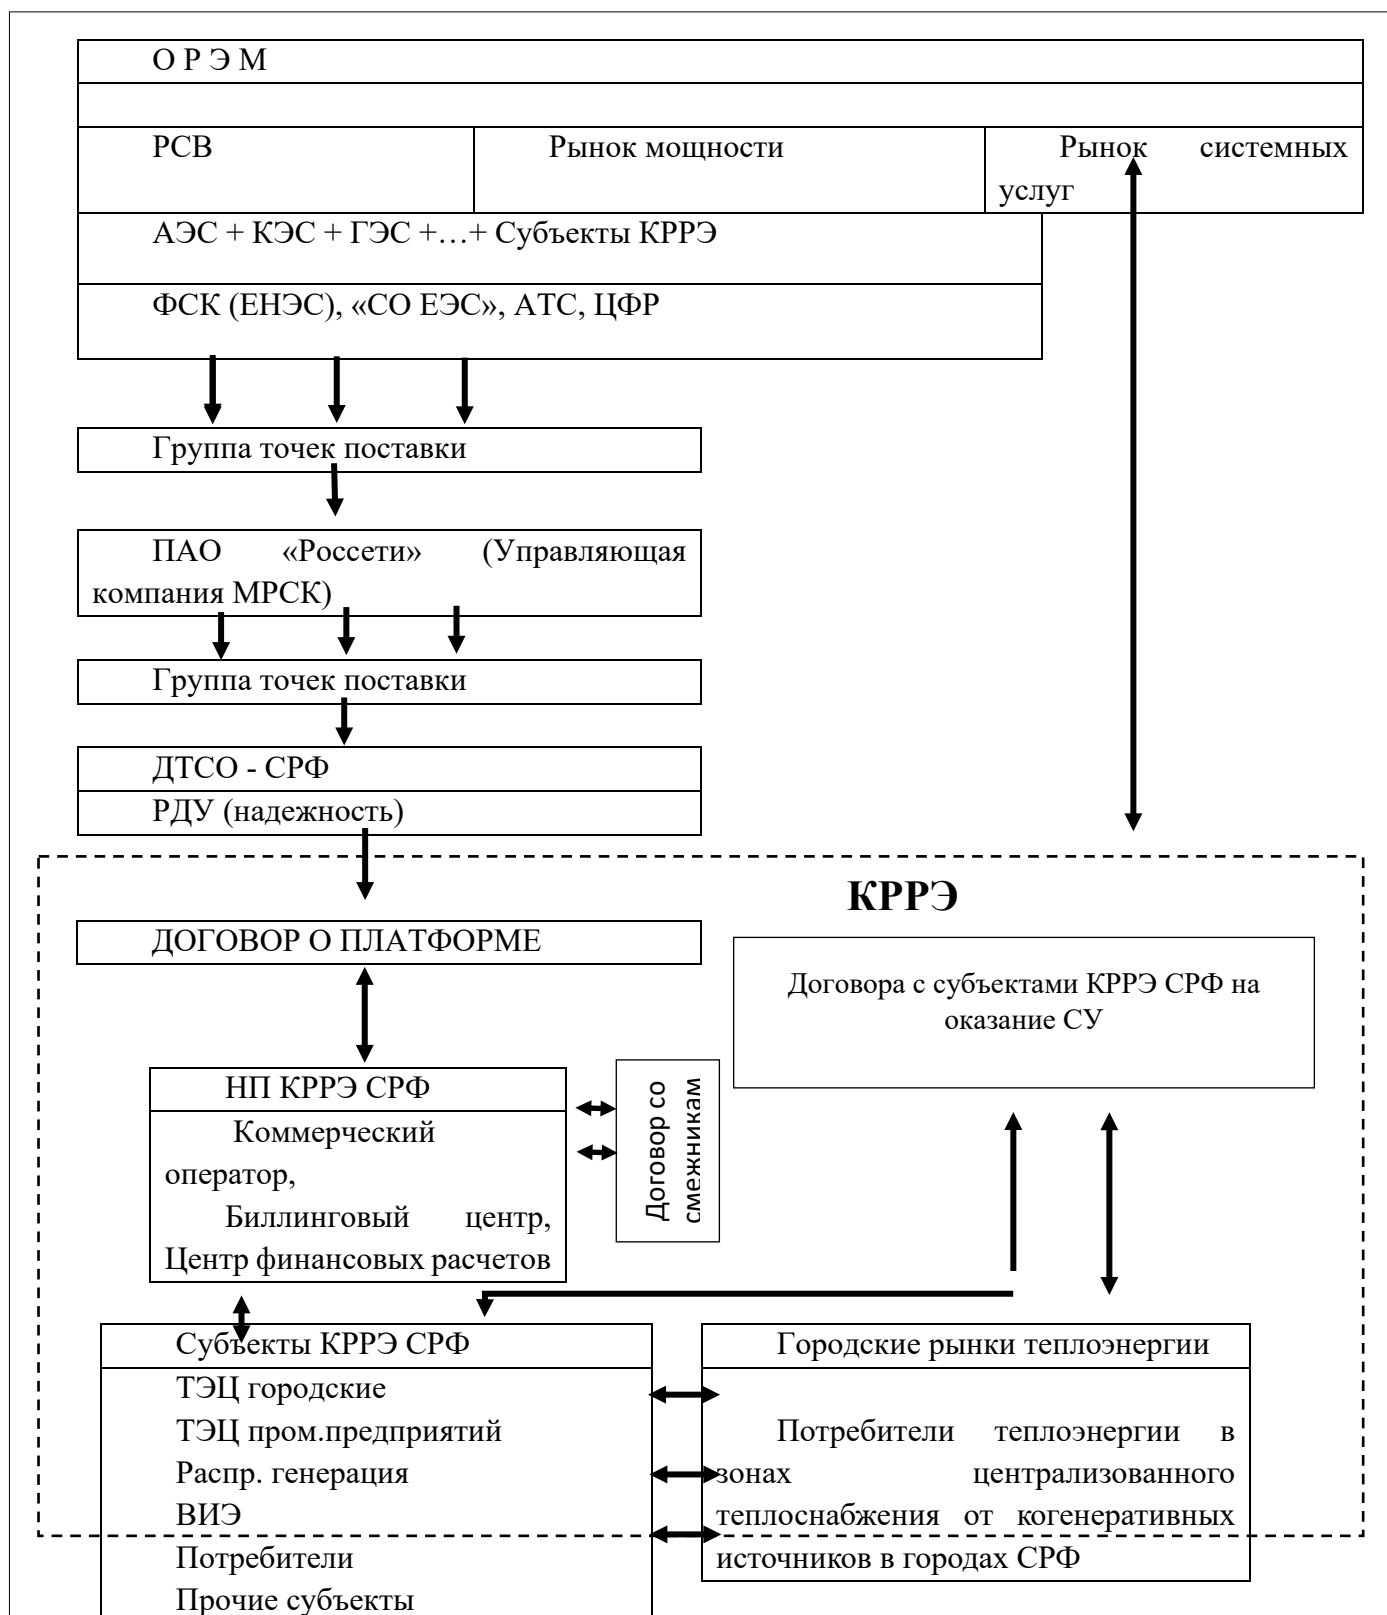 О Р Э М
РСВ
Рынок мощности
Рынок системных
услуг
АЭС + КЭС + ГЭС +…+ Субъекты КРРЭ
ФСК (ЕНЭС), «СО ЕЭС», АТС, ЦФР
Группа точек поставки
ПАО «Россети» (Управляющая
компания МРСК)
Группа точек поставки
ДТСО - СРФ
РДУ (надежность)
КРРЭ
ДОГОВОР О ПЛАТФОРМЕ
Договора с субъектами КРРЭ СРФ на
оказание СУ
НП КРРЭ СРФ
Коммерческий
оператор,
Биллинговый центр,
Центр финансовых расчетов
Договор со
смежникам
Субъекты КРРЭ СРФ
ТЭЦ городские
ТЭЦ пром.предприятий
Распр. генерация
ВИЭ
Потребители
Прочие субъекты
Городские рынки теплоэнергии
Потребители теплоэнергии в
зонах централизованного
теплоснабжения от когенеративных
источников в городах СРФ